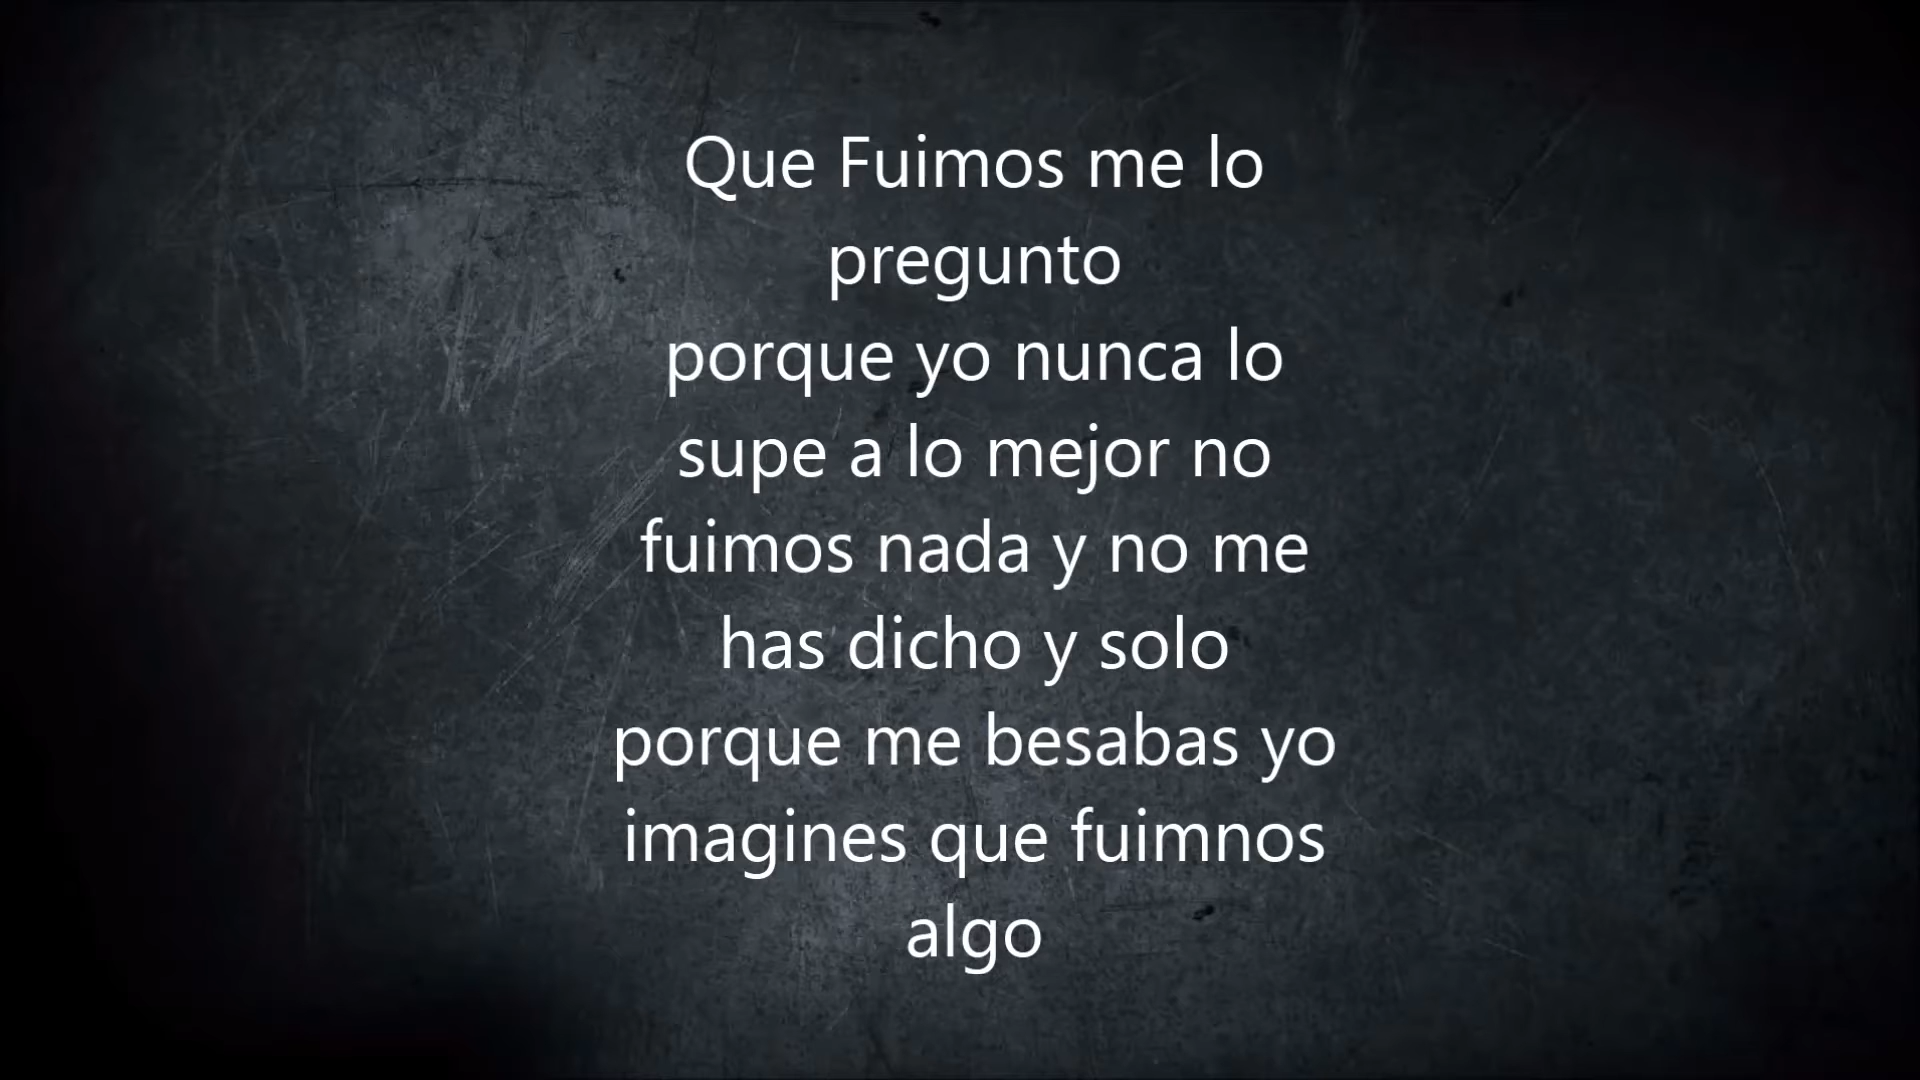 Que Fuimos me lo
pregunto
porque yo nunca lo
supe a lo mejor no
fuimos nada y no me
has dicho y solo
porque me besabas yo
imagines que fuimnos
algo